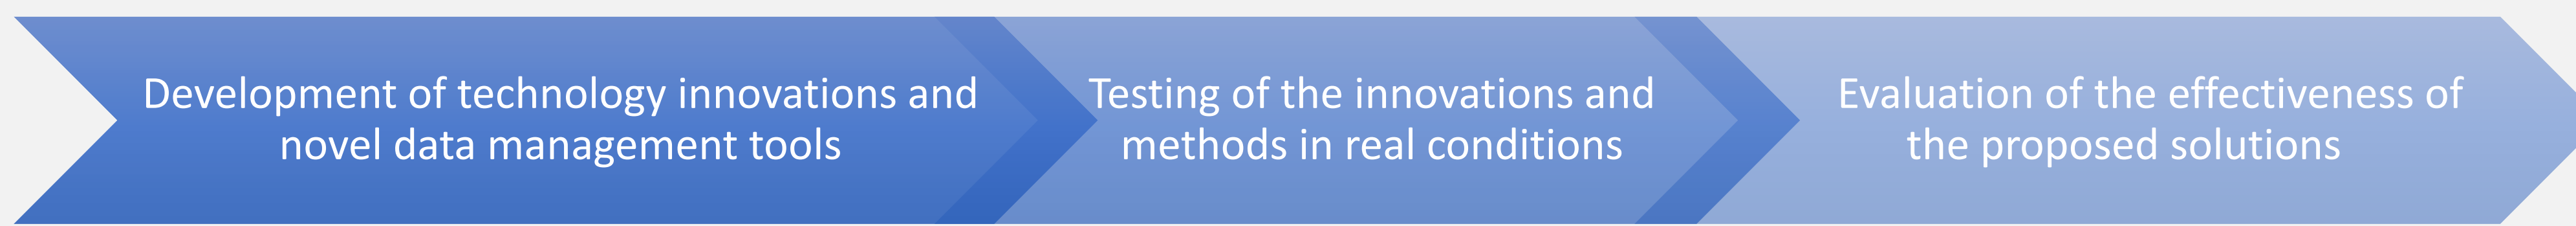 Development of technology innovations and
novel data management tools
Testing of the innovations and
methods in real conditions
Evaluation of the effectiveness of
the proposed solutions